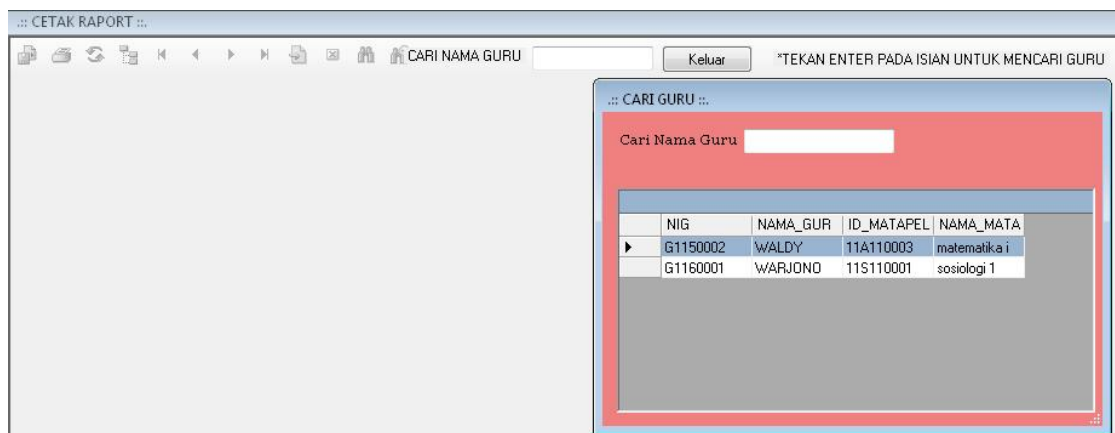 .:: CETAK RAPORT ::.
CARI NAMA GURU Keluar *TEKAN ENTER PADA ISIAN UNTUK MENCARI GURU
.:: CARI GURU ::.
Cari Nama Guru
NIG NAMA_GUR ID_MATAPEL NAMA_MATA
G1150002 WALDY 11A110003 matematika i
G1160001 WARJONO 11S110001 sosiologi 1